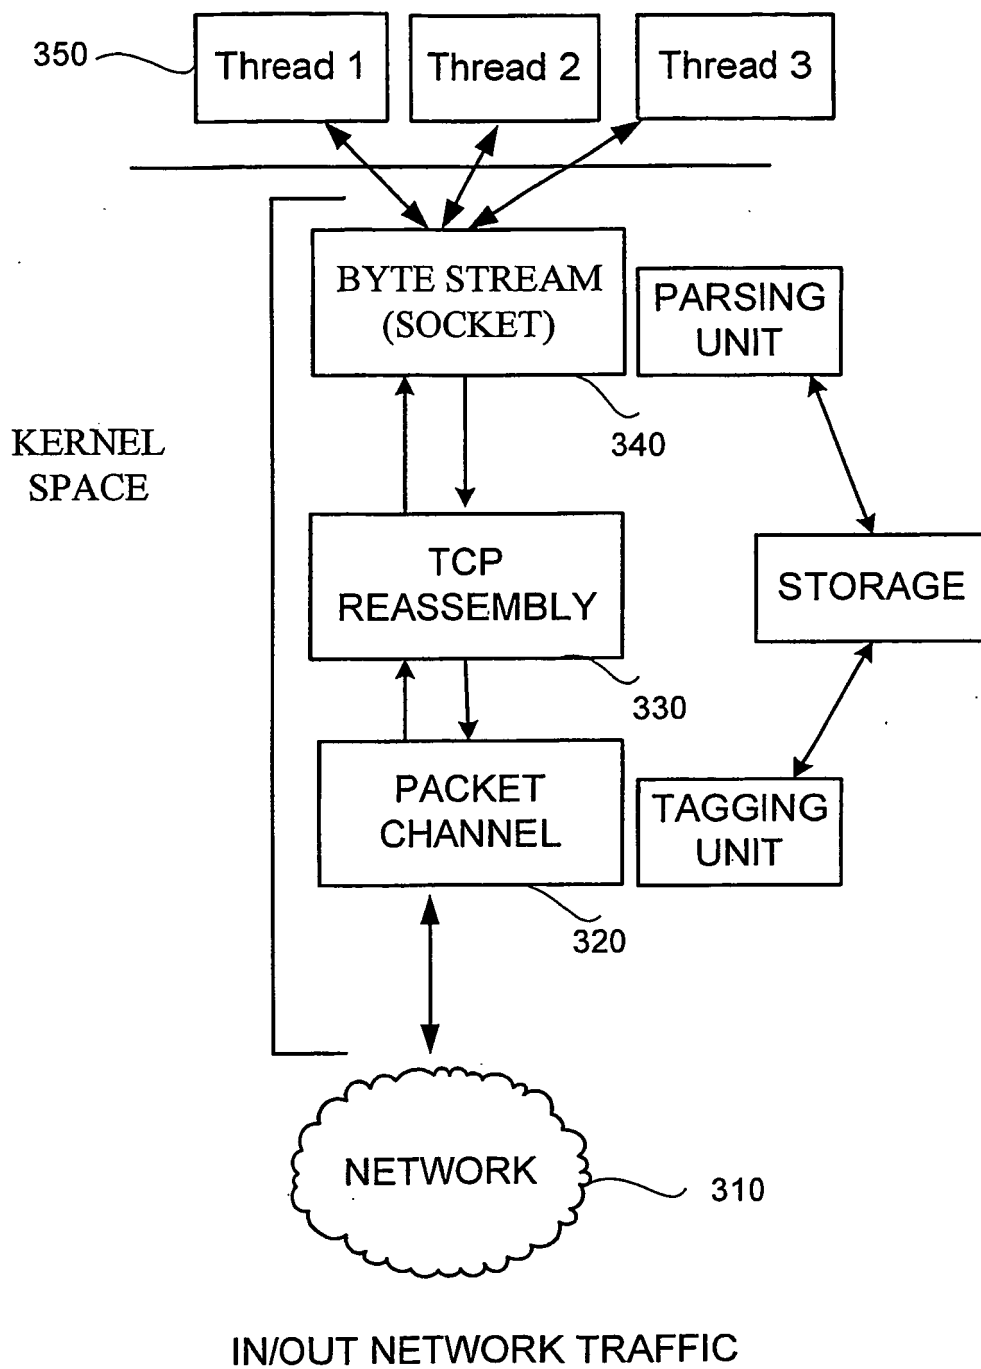 350
Thread 1
Thread 2
Thread 3
BYTE STREAM
(SOCKET)
PARSING
UNIT
340
KERNEL
SPACE
TCP
REASSEMBLY
STORAGE
330
PACKET
CHANNEL
TAGGING
UNIT
320
NETWORK
310
IN/OUT NETWORK TRAFFIC